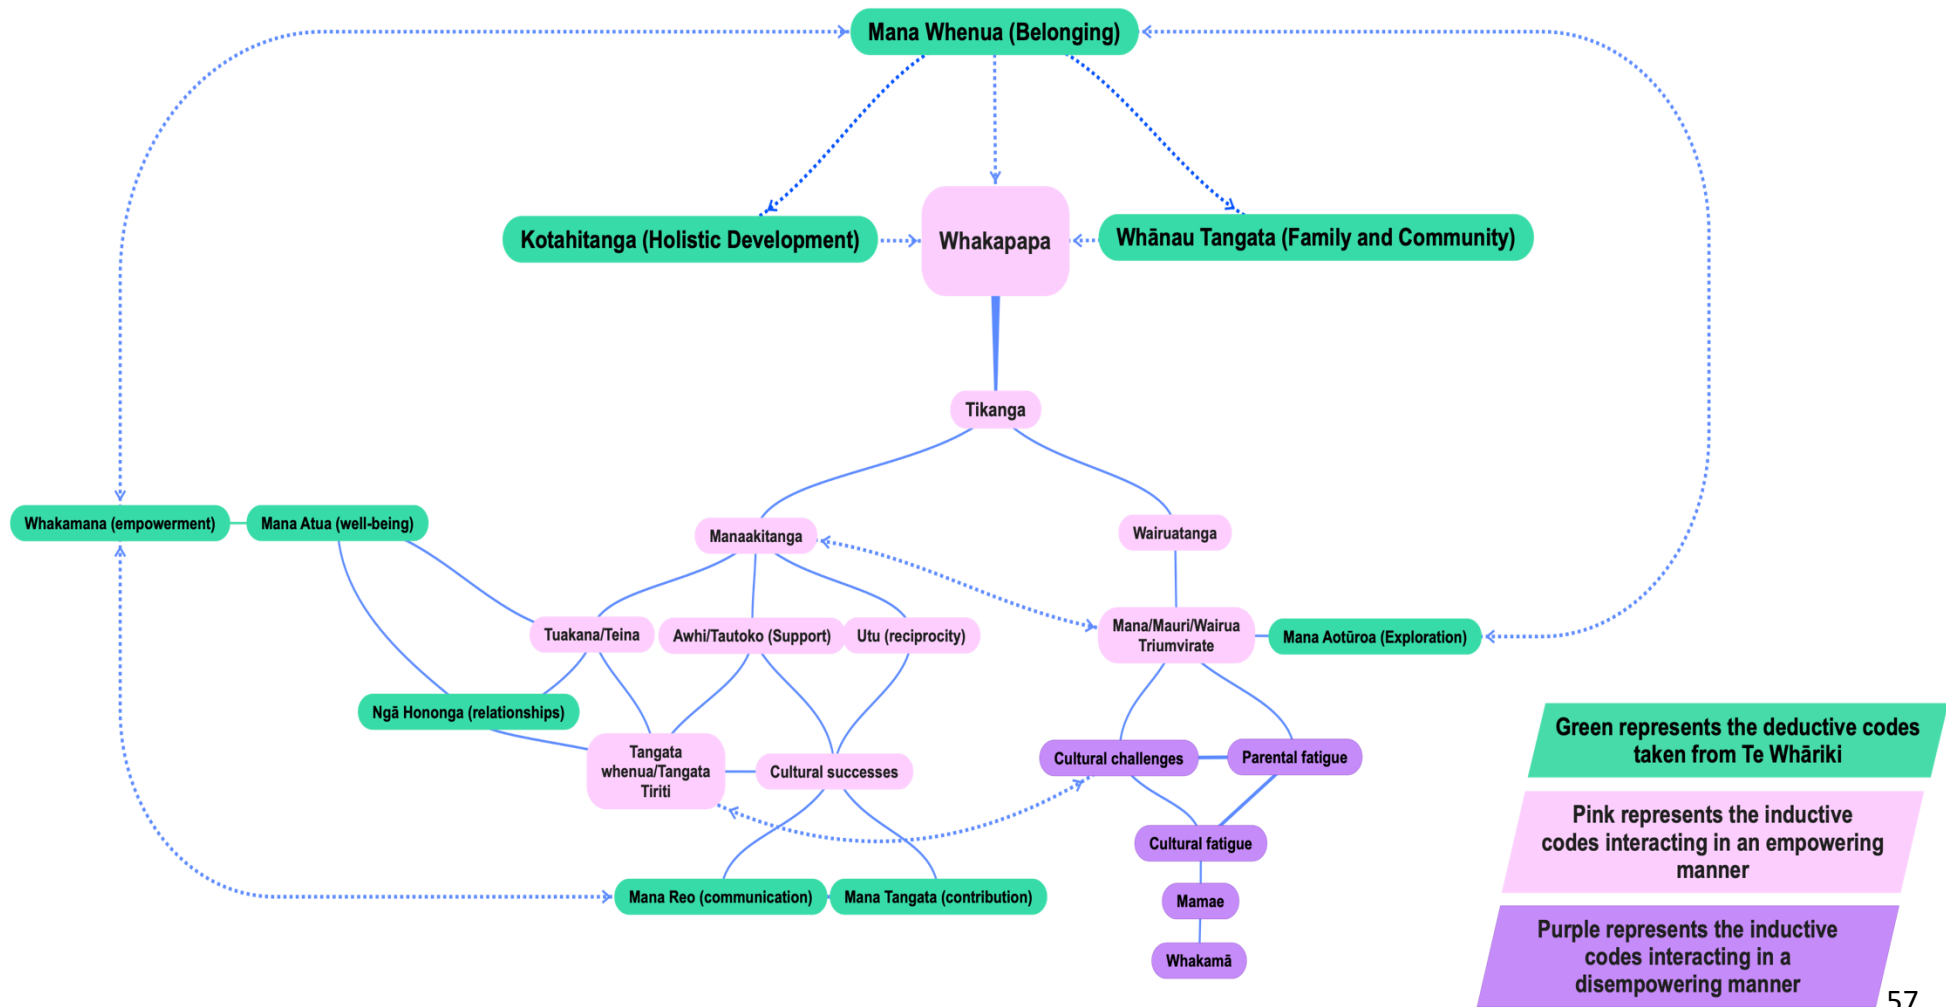 Mana Whenua (Belonging)
Kotahitanga (Holistic Development)
Whakapapa
Whānau Tangata (Family and Community)
Tikanga
Whakamana (empowerment)
Mana Atua (well-being)
Manaakitanga
Wairuatanga
Tuakana/Teina
Awhi/Tautoko (Support)
Utu (reciprocity)
Mana/Mauri/Wairua
Triumvirate
Mana Aotūroa (Exploration)
Ngā Hononga (relationships)
Tangata
whenua/Tangata
Tiriti
Cultural successes
Cultural challenges
Parental fatigue
Cultural fatigue
Mana Reo (communication)
Mana Tangata (contribution)
Mamae
Whakamā
Green represents the deductive codes
taken from Te Whāriki
Pink represents the inductive
codes interacting in an empowering
manner
Purple represents the inductive
codes interacting in a
disempowering manner
57